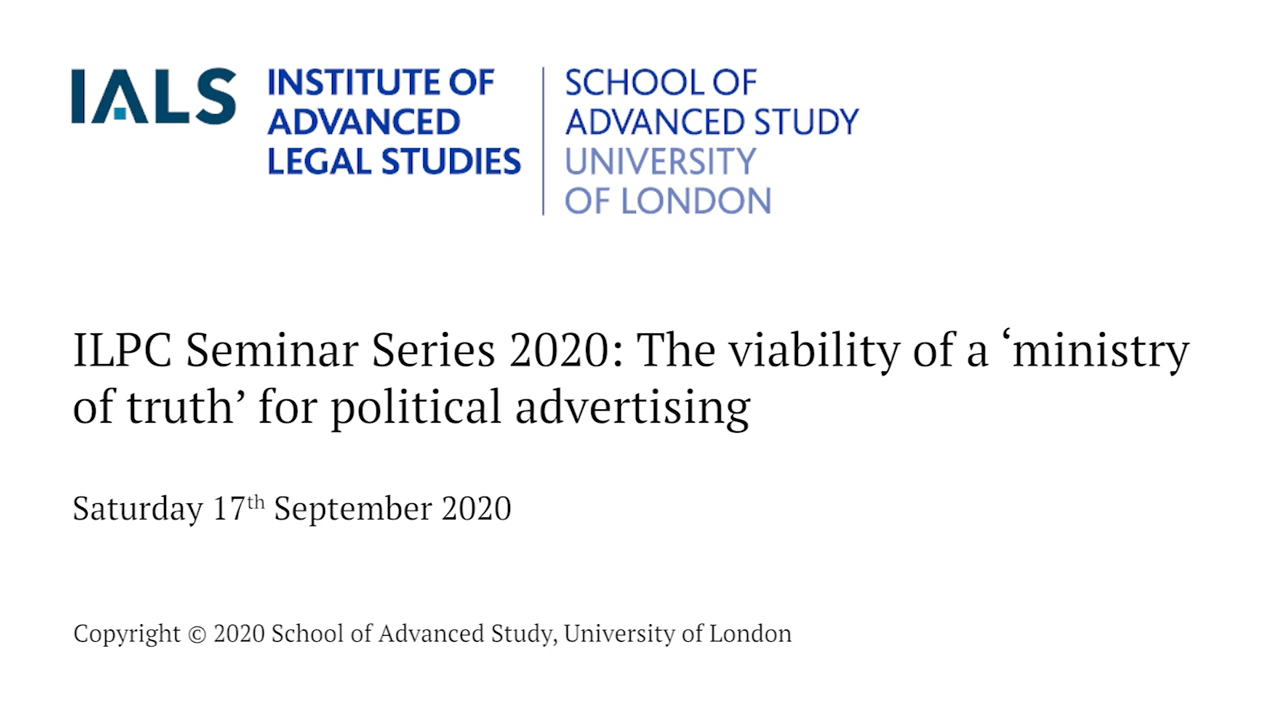 IALS
INSTITUTE OF
ADVANCED
LEGAL STUDIES
SCHOOL OF
ADVANCED STUDY
UNIVERSITY
OF LONDON
ILPC Seminar Series 2020: The viability of a ‘ministry
of truth’ for political advertising
Saturday 17th September 2020
Copyright © 2020 School of Advanced Study, University of London